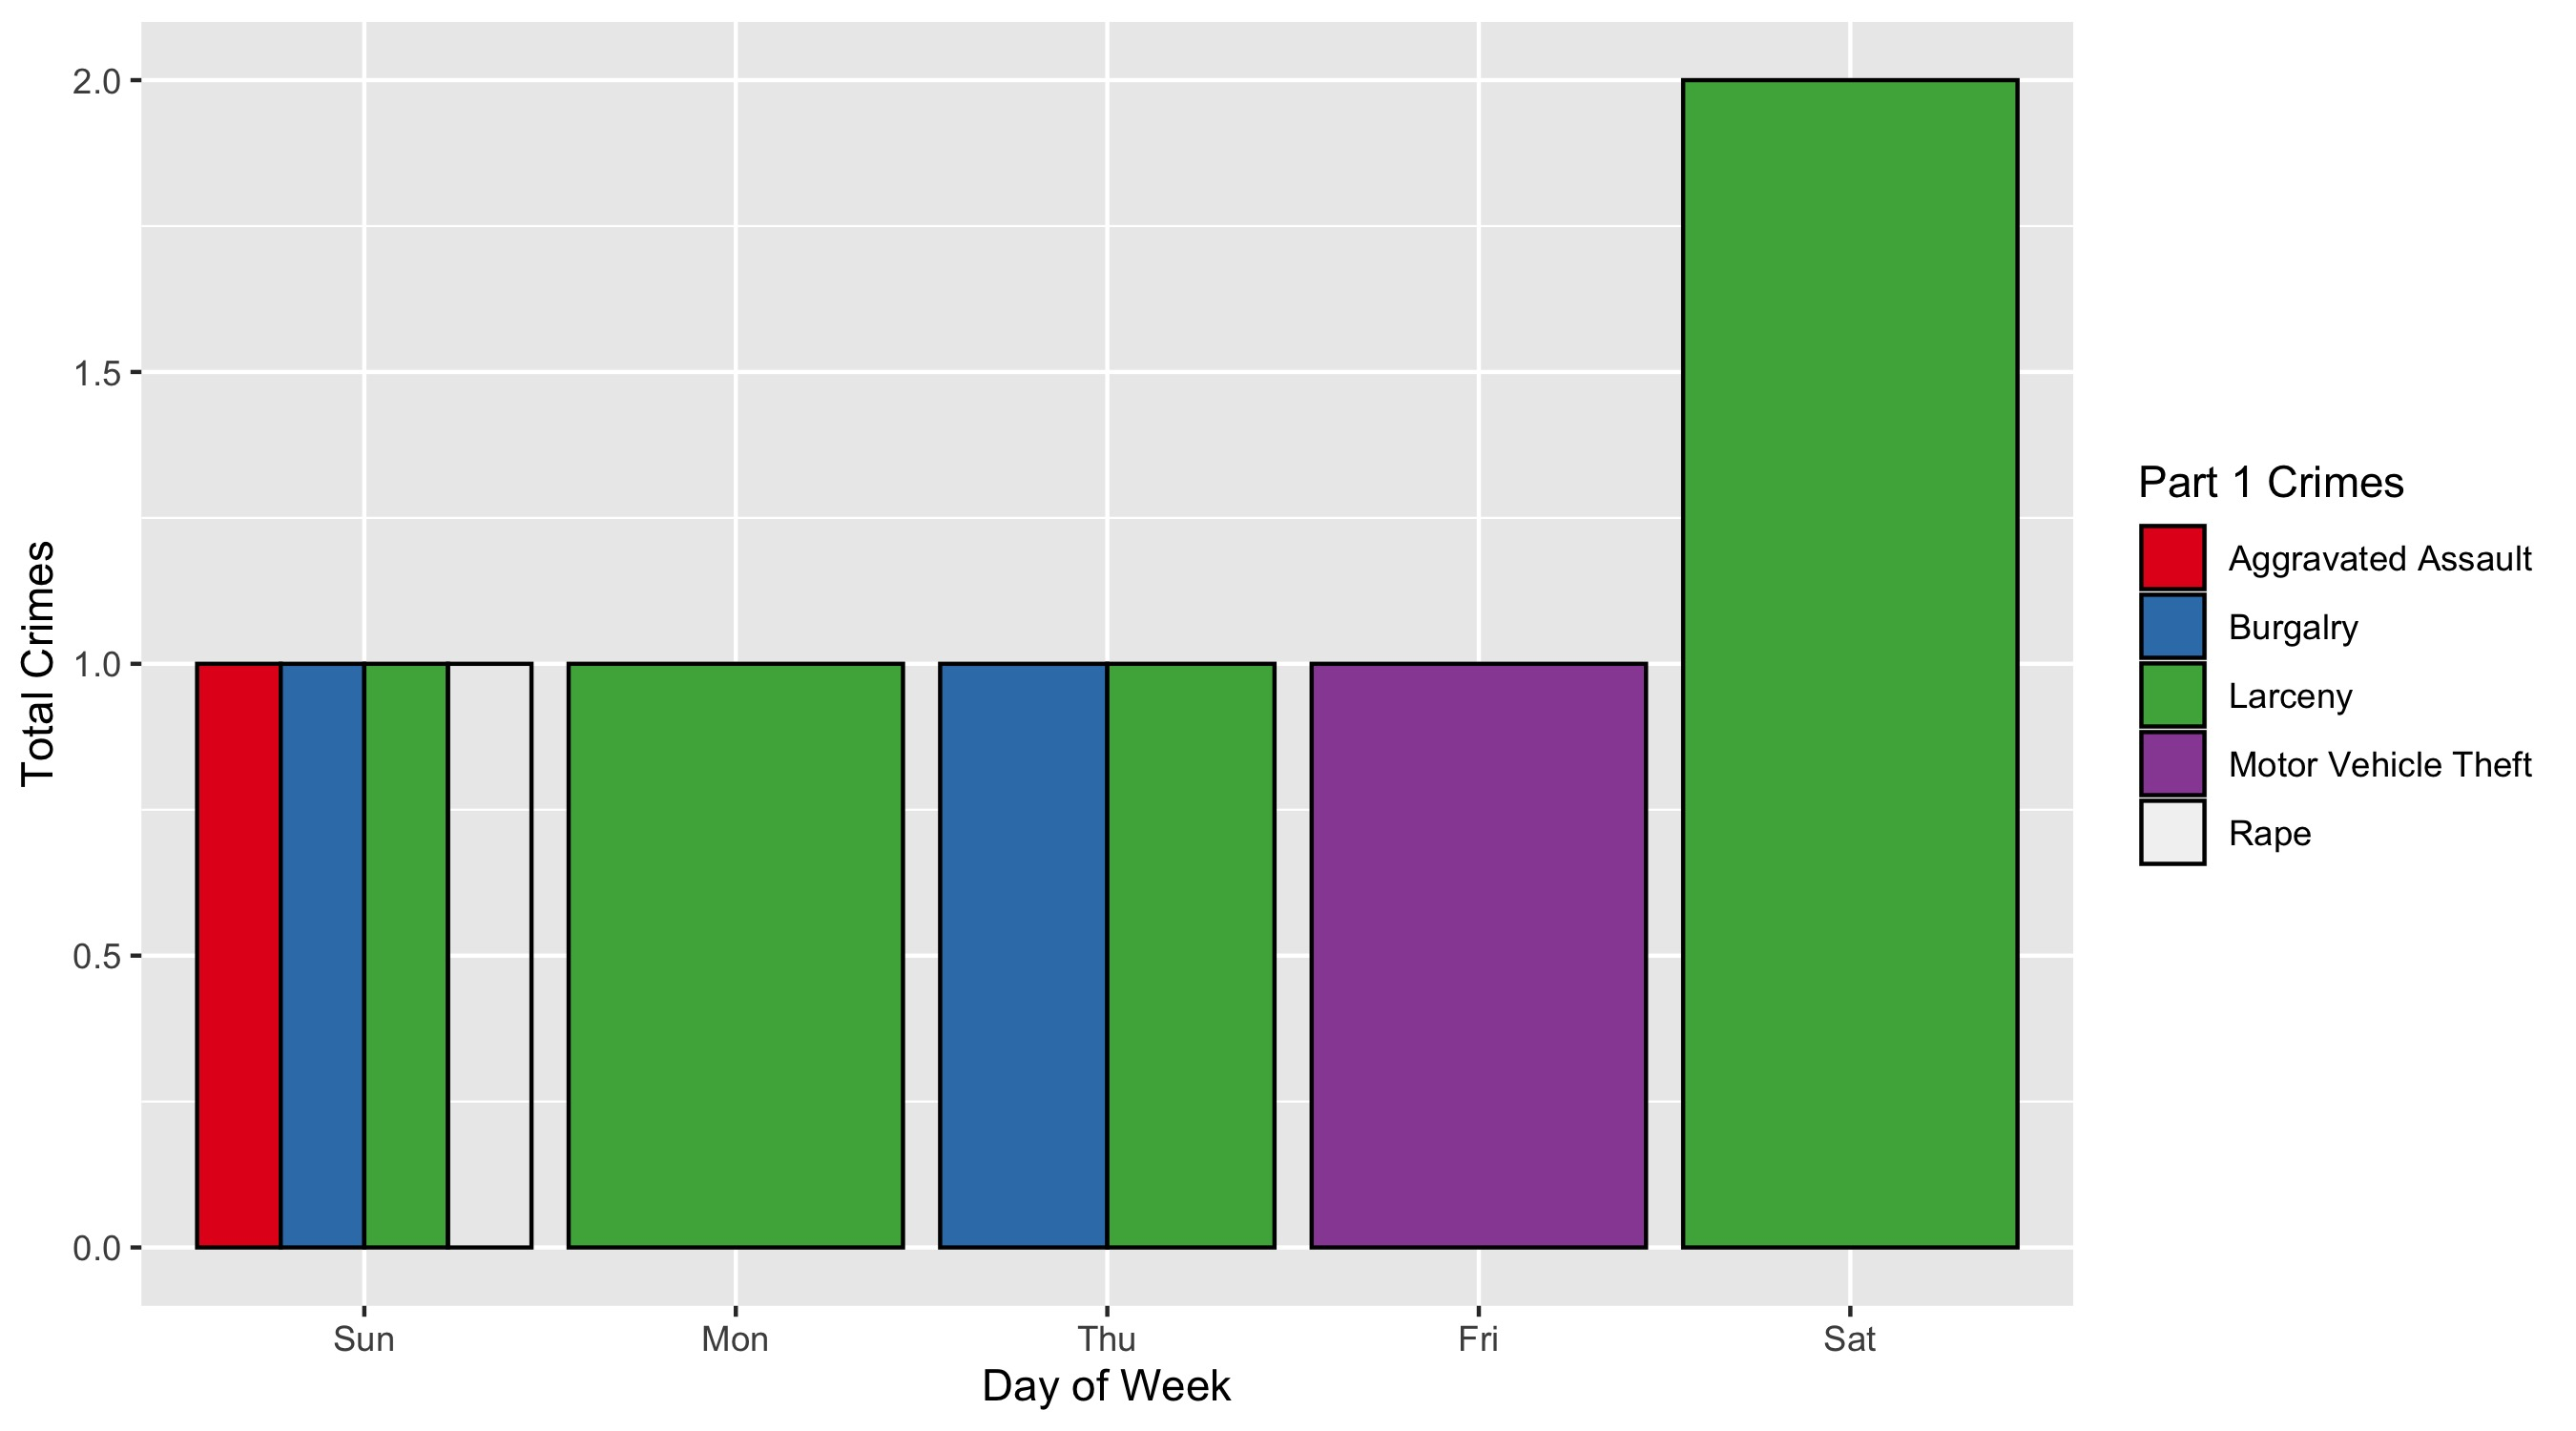 2.0
1.5
1.0
0.5
0.0
Total Crimes
Sun Mon Thu Fri Sat
Day of Week
Part 1 Crimes
Aggravated Assault
Burgalry
Larceny
Motor Vehicle Theft
Rape